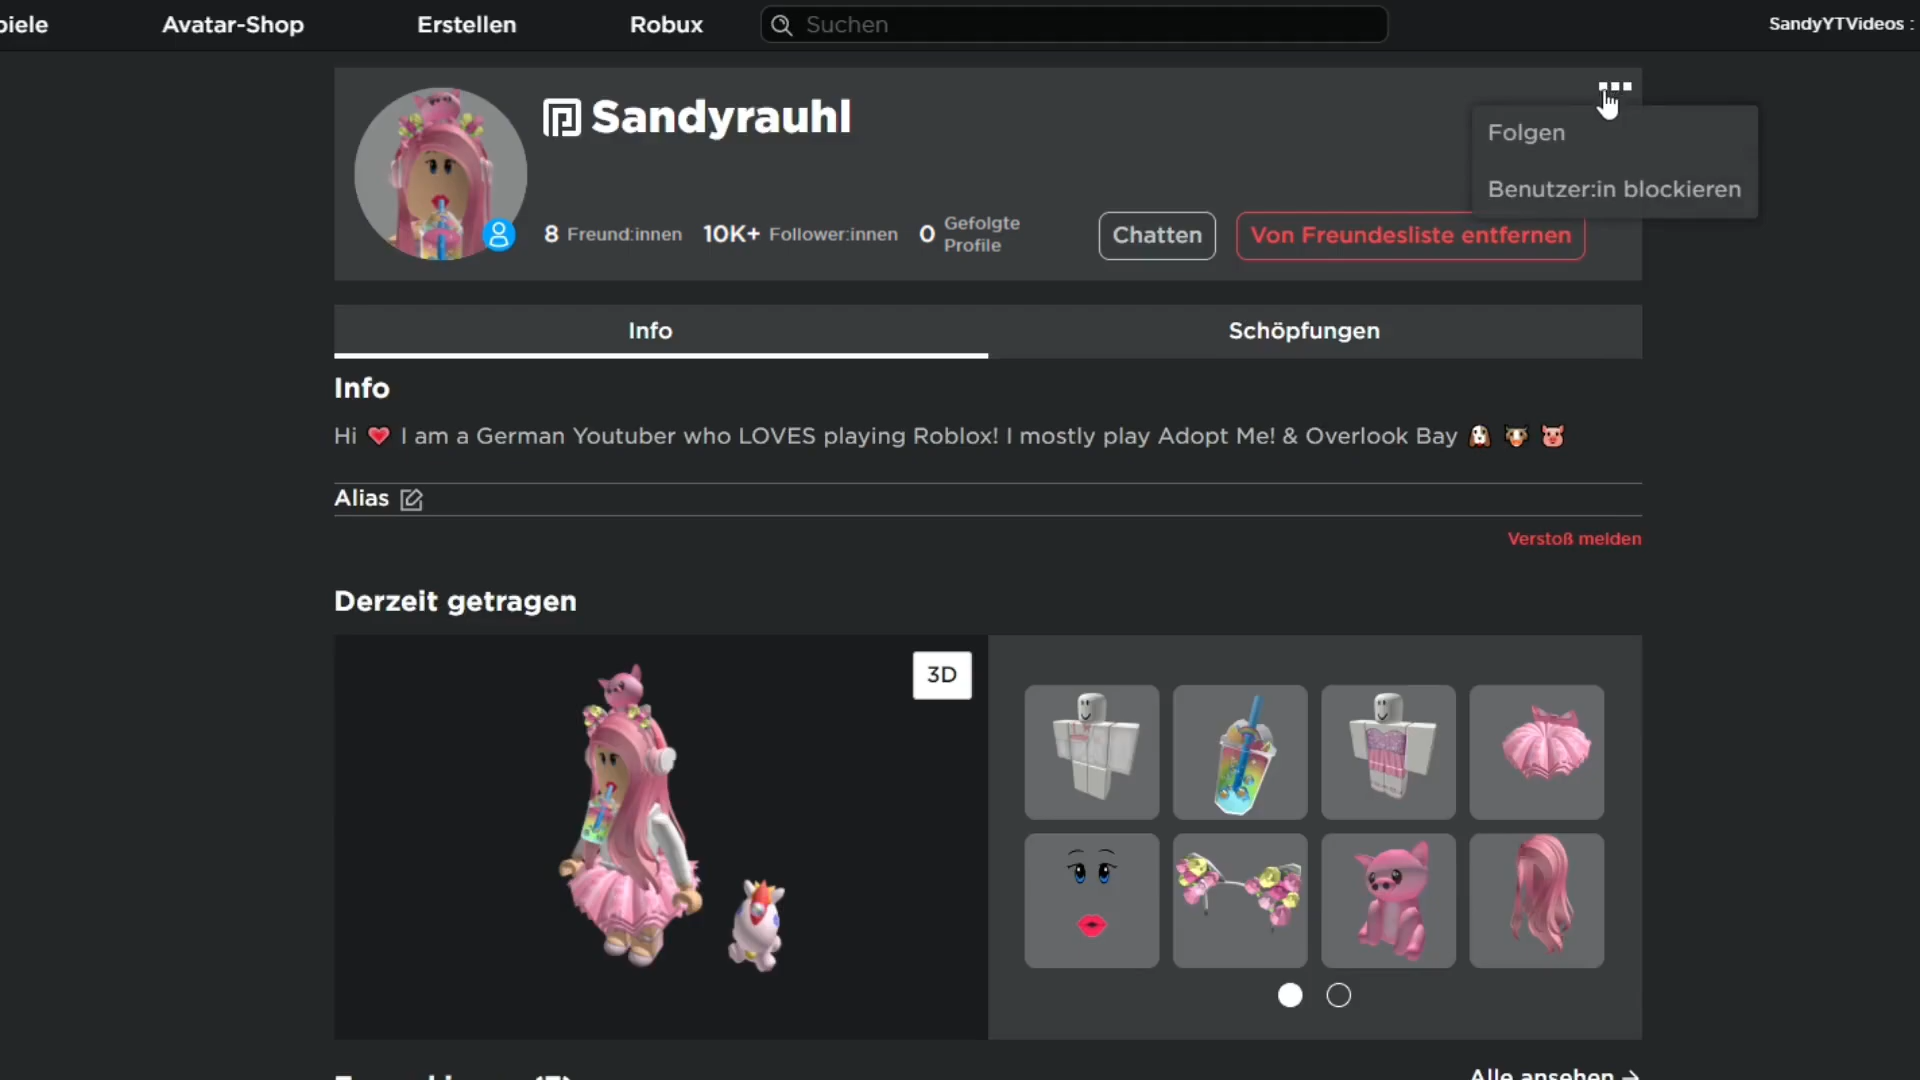 piele Avatar-Shop Erstellen Robux Suchen SandyYTVideos :
Sandyrauhl
Folgen
Benutzer:in blockieren
8 Freund:innen 10K+ Follower:innen 0 Gefolgte Profile
Chatten Von Freundesliste entfernen
Info Schöpfungen
Info
Hi ❤️ I am a German Youtuber who LOVES playing Roblox! I mostly play Adopt Me! & Overlook Bay 🐶 🐮 🐷
Alias
Verstoß melden
Derzeit getragen
3D
Alle ansehen →